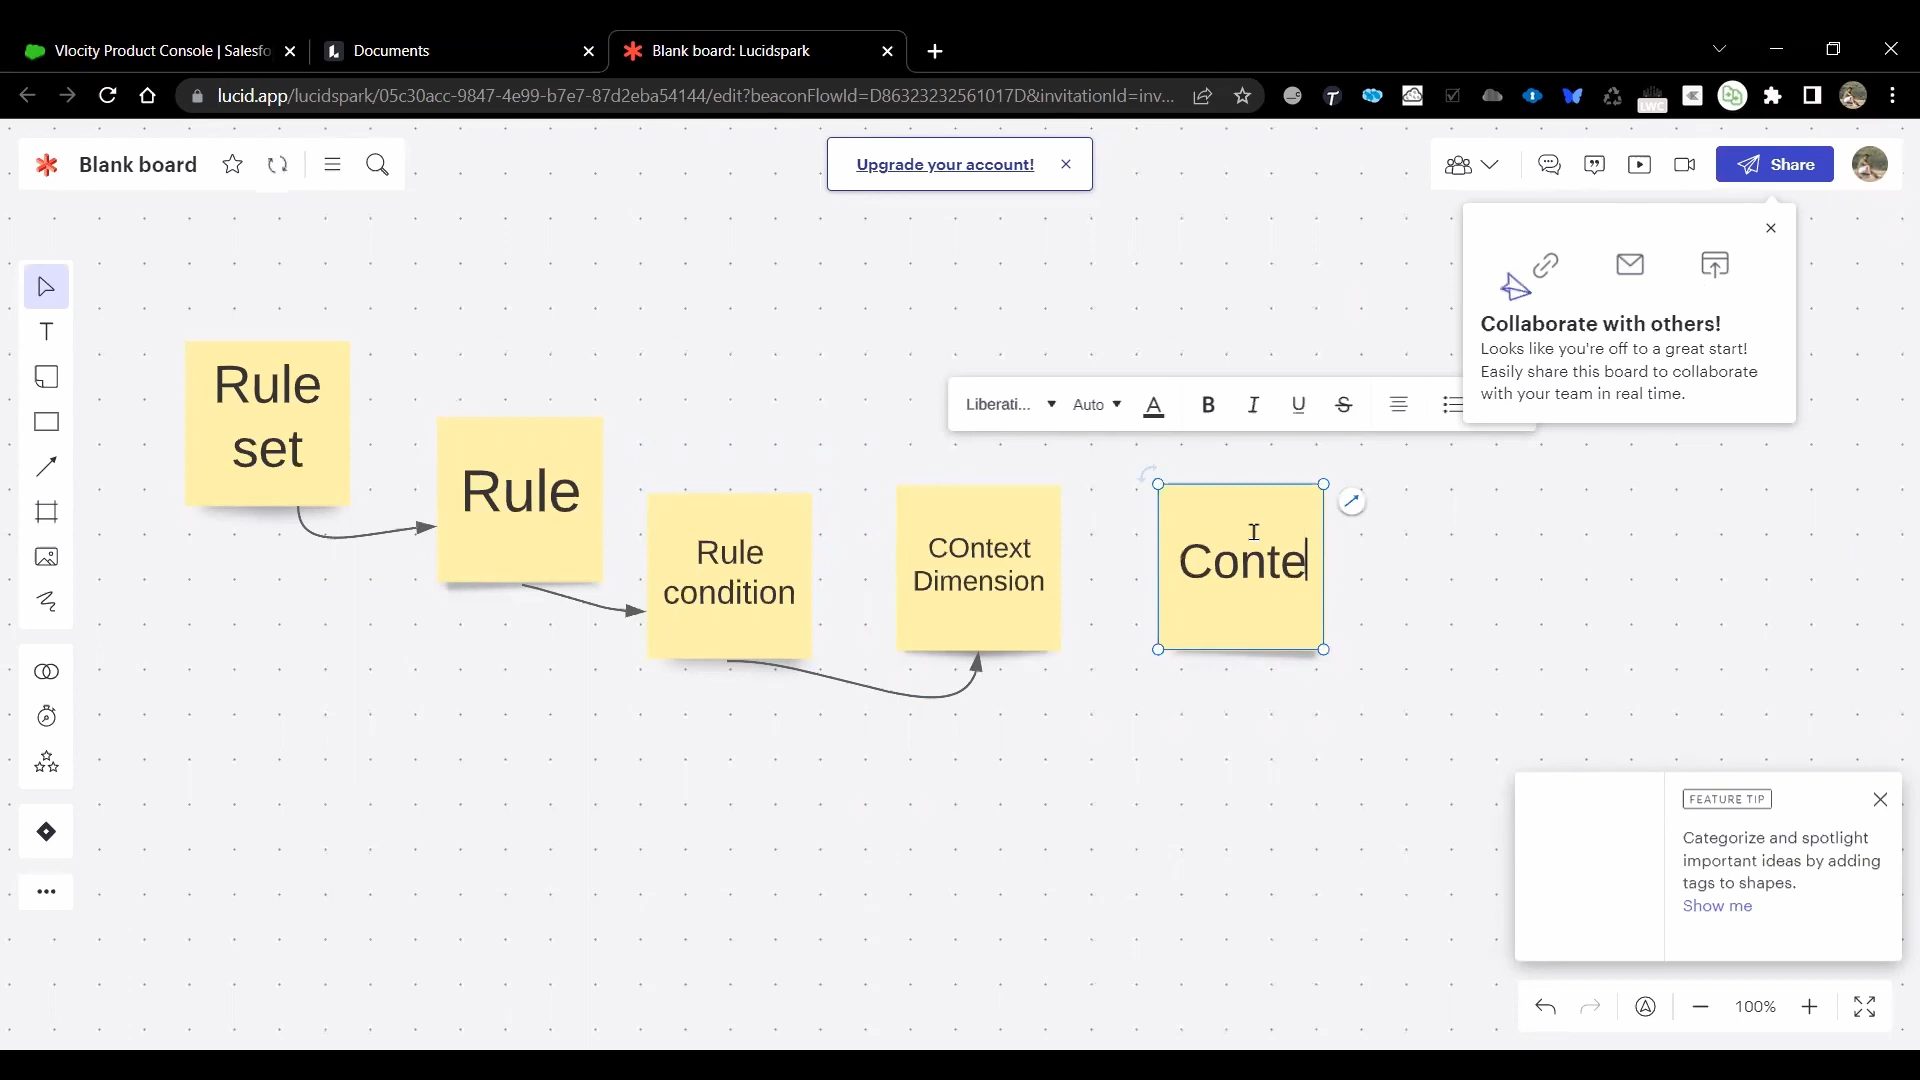 Vlocity Product Console | Salesfo
Documents
Blank board: Lucidspark
lucid.app/lucidspark/05c30acc-9847-4e99-b7e7-87d2eba54144/edit?beaconFlowId=D86323232561017D&invitationId=inv...
LWC
Blank board
Upgrade your account!
Share
Collaborate with others!
Looks like you're off to a great start!
Easily share this board to collaborate
with your team in real time.
Liberati...
Auto
A
B
I
U
S
T
Rule
set
Rule
Rule
condition
COntext
Dimension
Conte
FEATURE TIP
Categorize and spotlight
important ideas by adding
tags to shapes.
Show me
100%